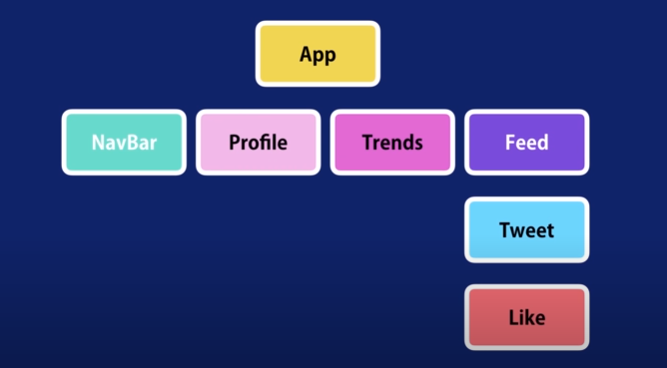 App
NavBar
Profile
Trends
Feed
Tweet
Like